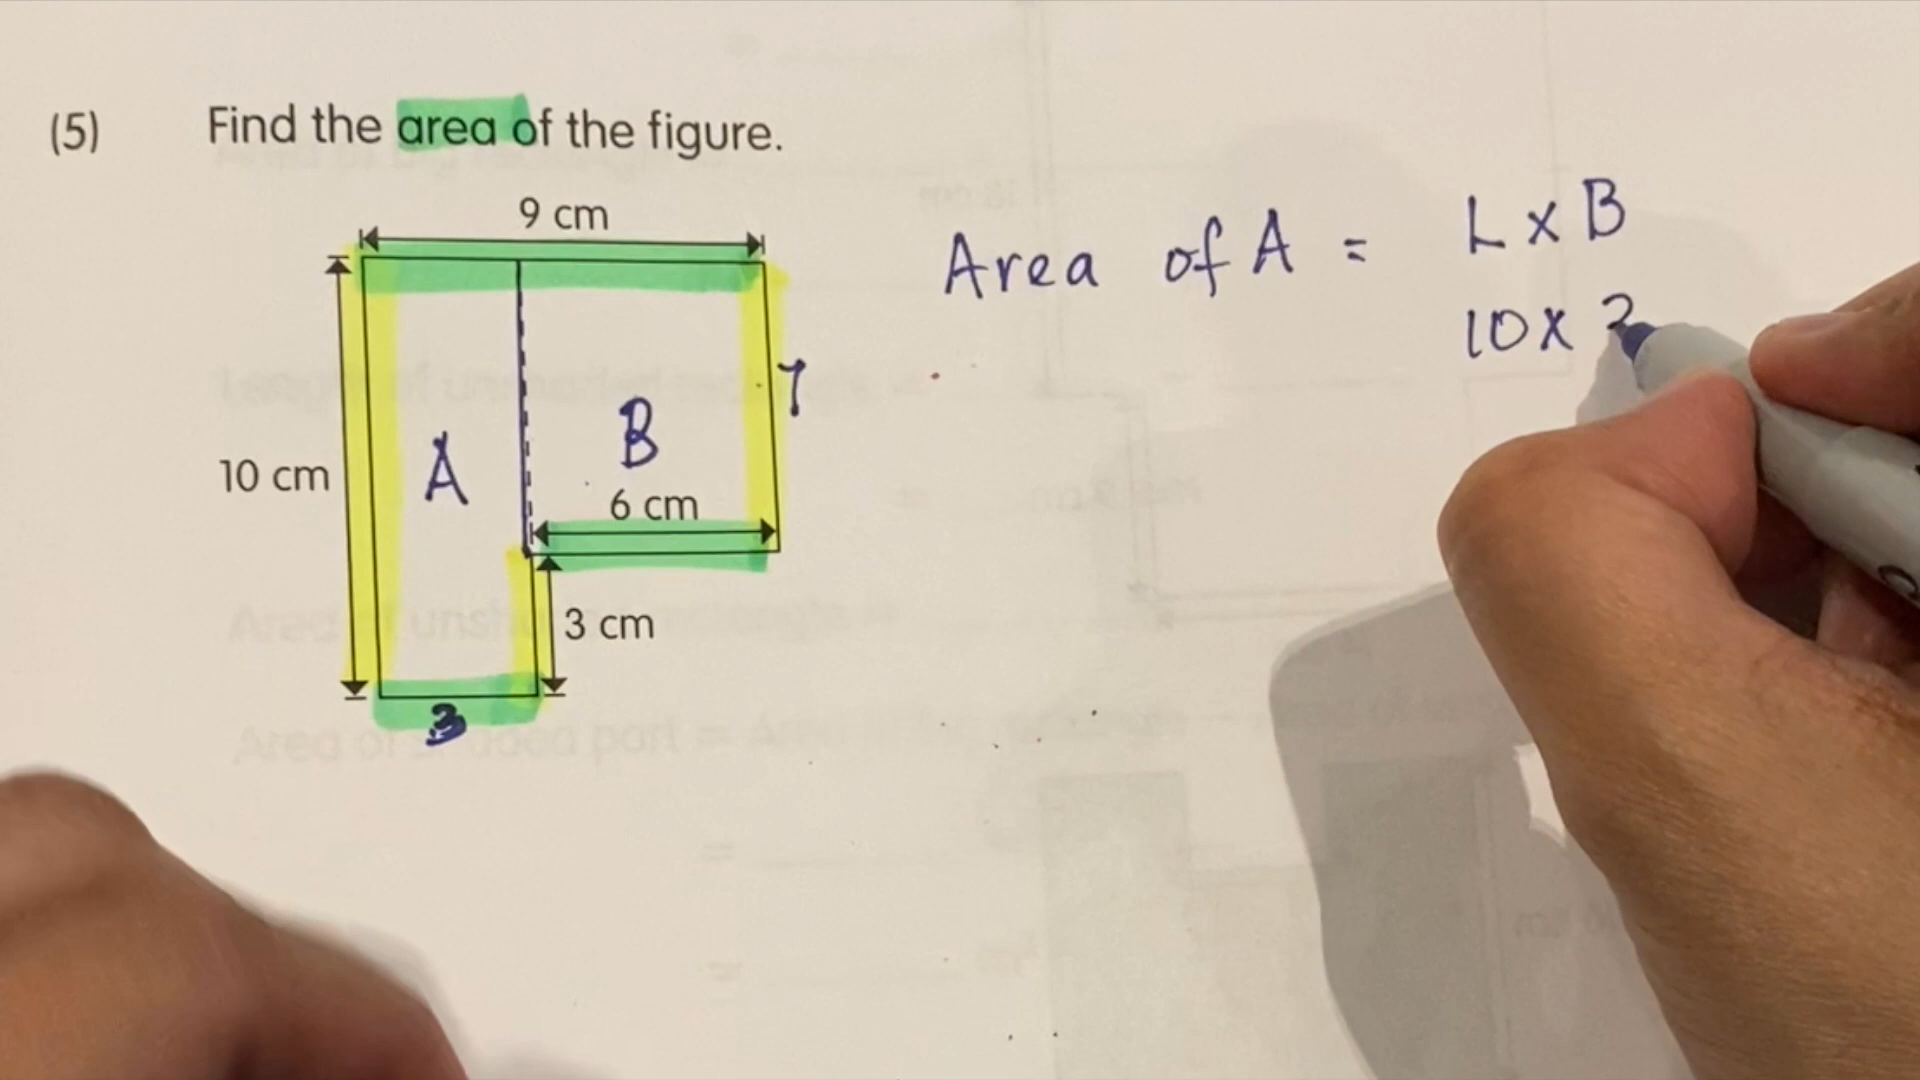 (5) Find the area of the figure.
9 cm
Area of A = L x B
10 x
10 cm
A
B
7
6 cm
3 cm
3